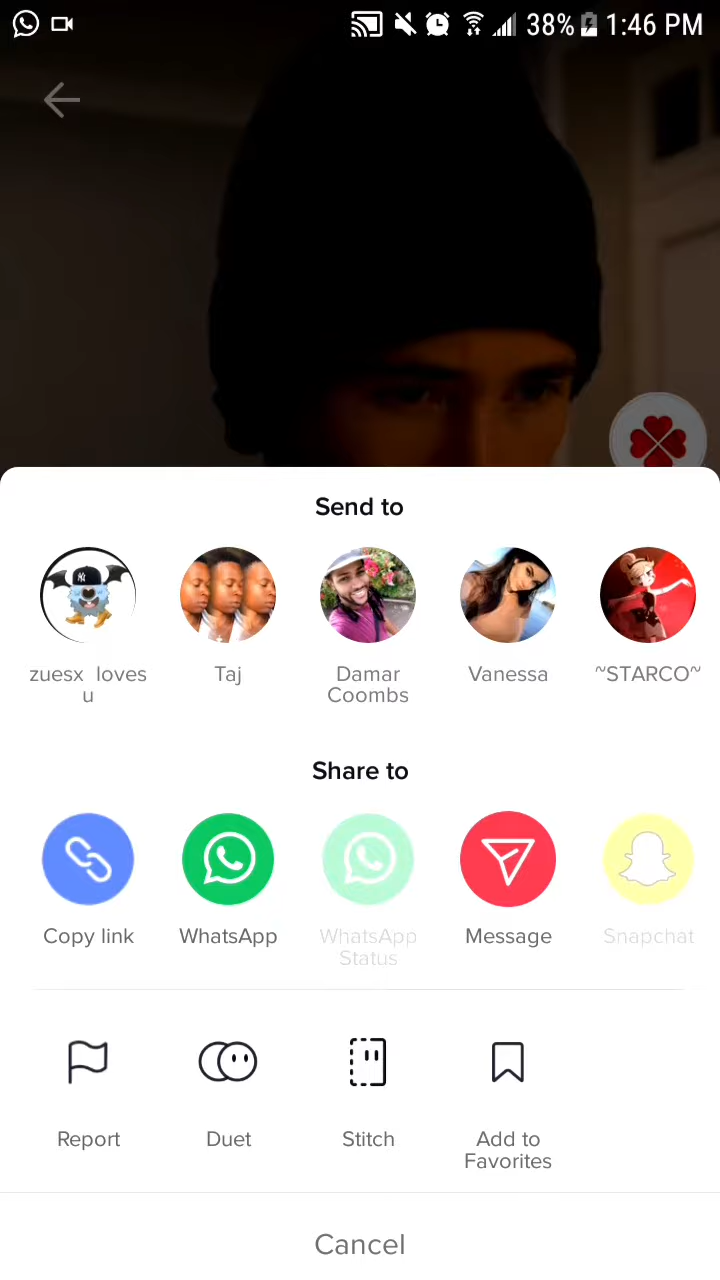 38% 1:46 PM
Send to
zuesx loves
u
Taj
Damar
Coombs
Vanessa
~STARCO~
Share to
Copy link
WhatsApp
WhatsApp
Status
Message
Snapchat
Report
Duet
Stitch
Add to
Favorites
Cancel